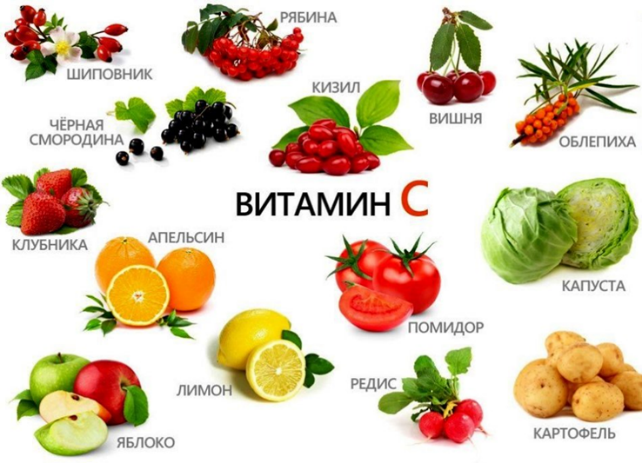 РЯБИНА
ШИПОВНИК
КИЗИЛ
ВИШНЯ
ЧЁРНАЯ
СМОРОДИНА
ОБЛЕПИХА
ВИТАМИН С
КЛУБНИКА
АПЕЛЬСИН
КАПУСТА
ПОМИДОР
ЛИМОН
РЕДИС
ЯБЛОКО
КАРТОФЕЛЬ